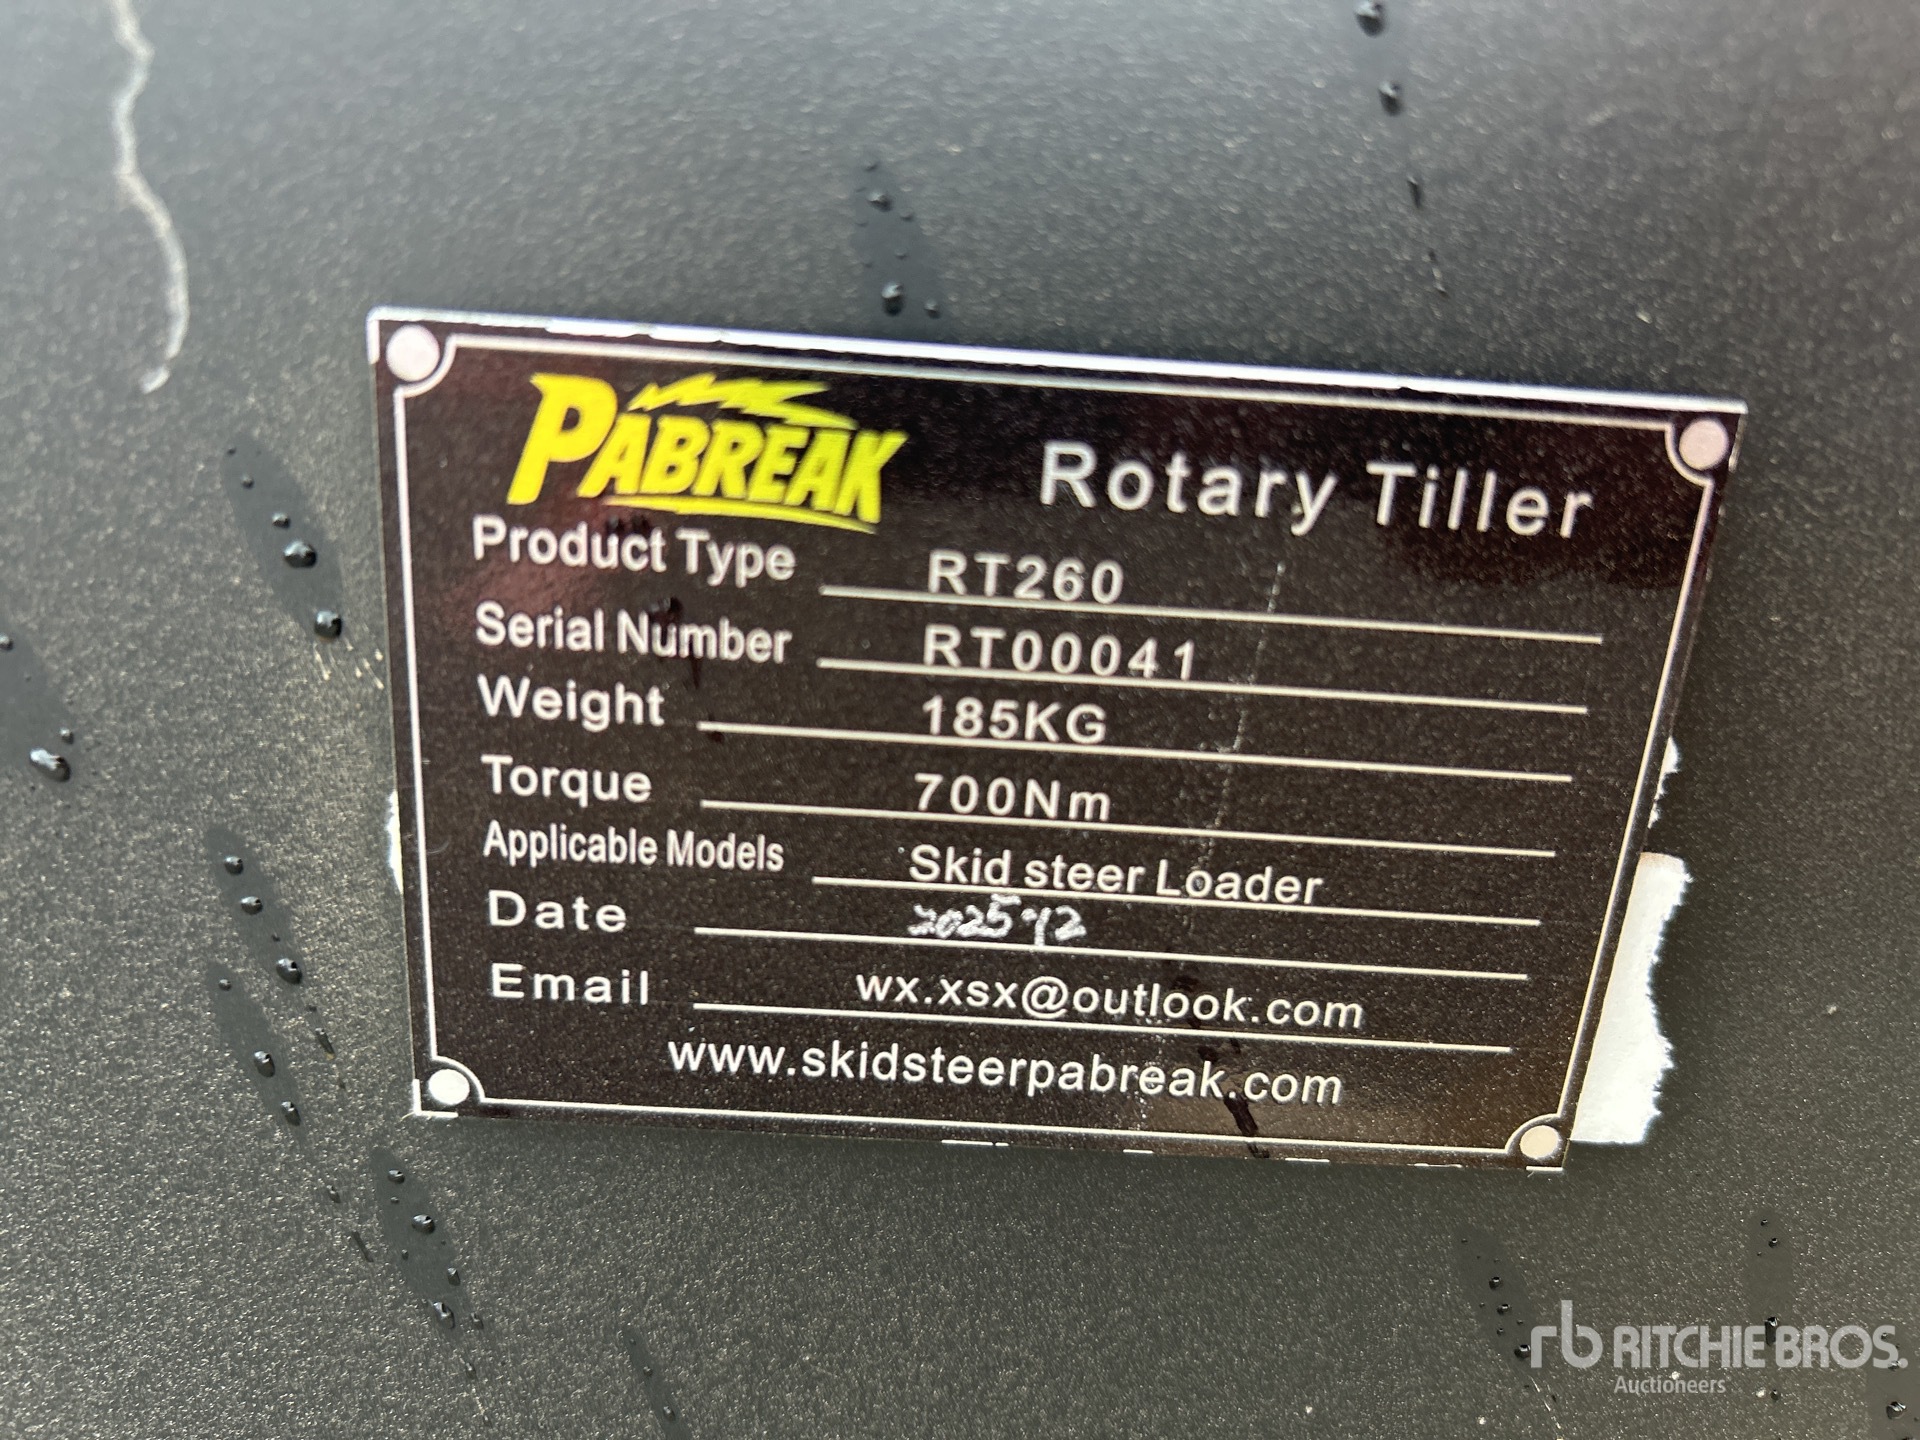 PABREAK Rotary Tiller
Product Type RT260
Serial Number RT00041
Weight 185KG
Torque 700Nm
Applicable Models Skid steer Loader
Date 2025.12
Email wx.xsx@outlook.com
www.skidsteerpabreak.com
rb RITCHIE BROS.
Auctioneers